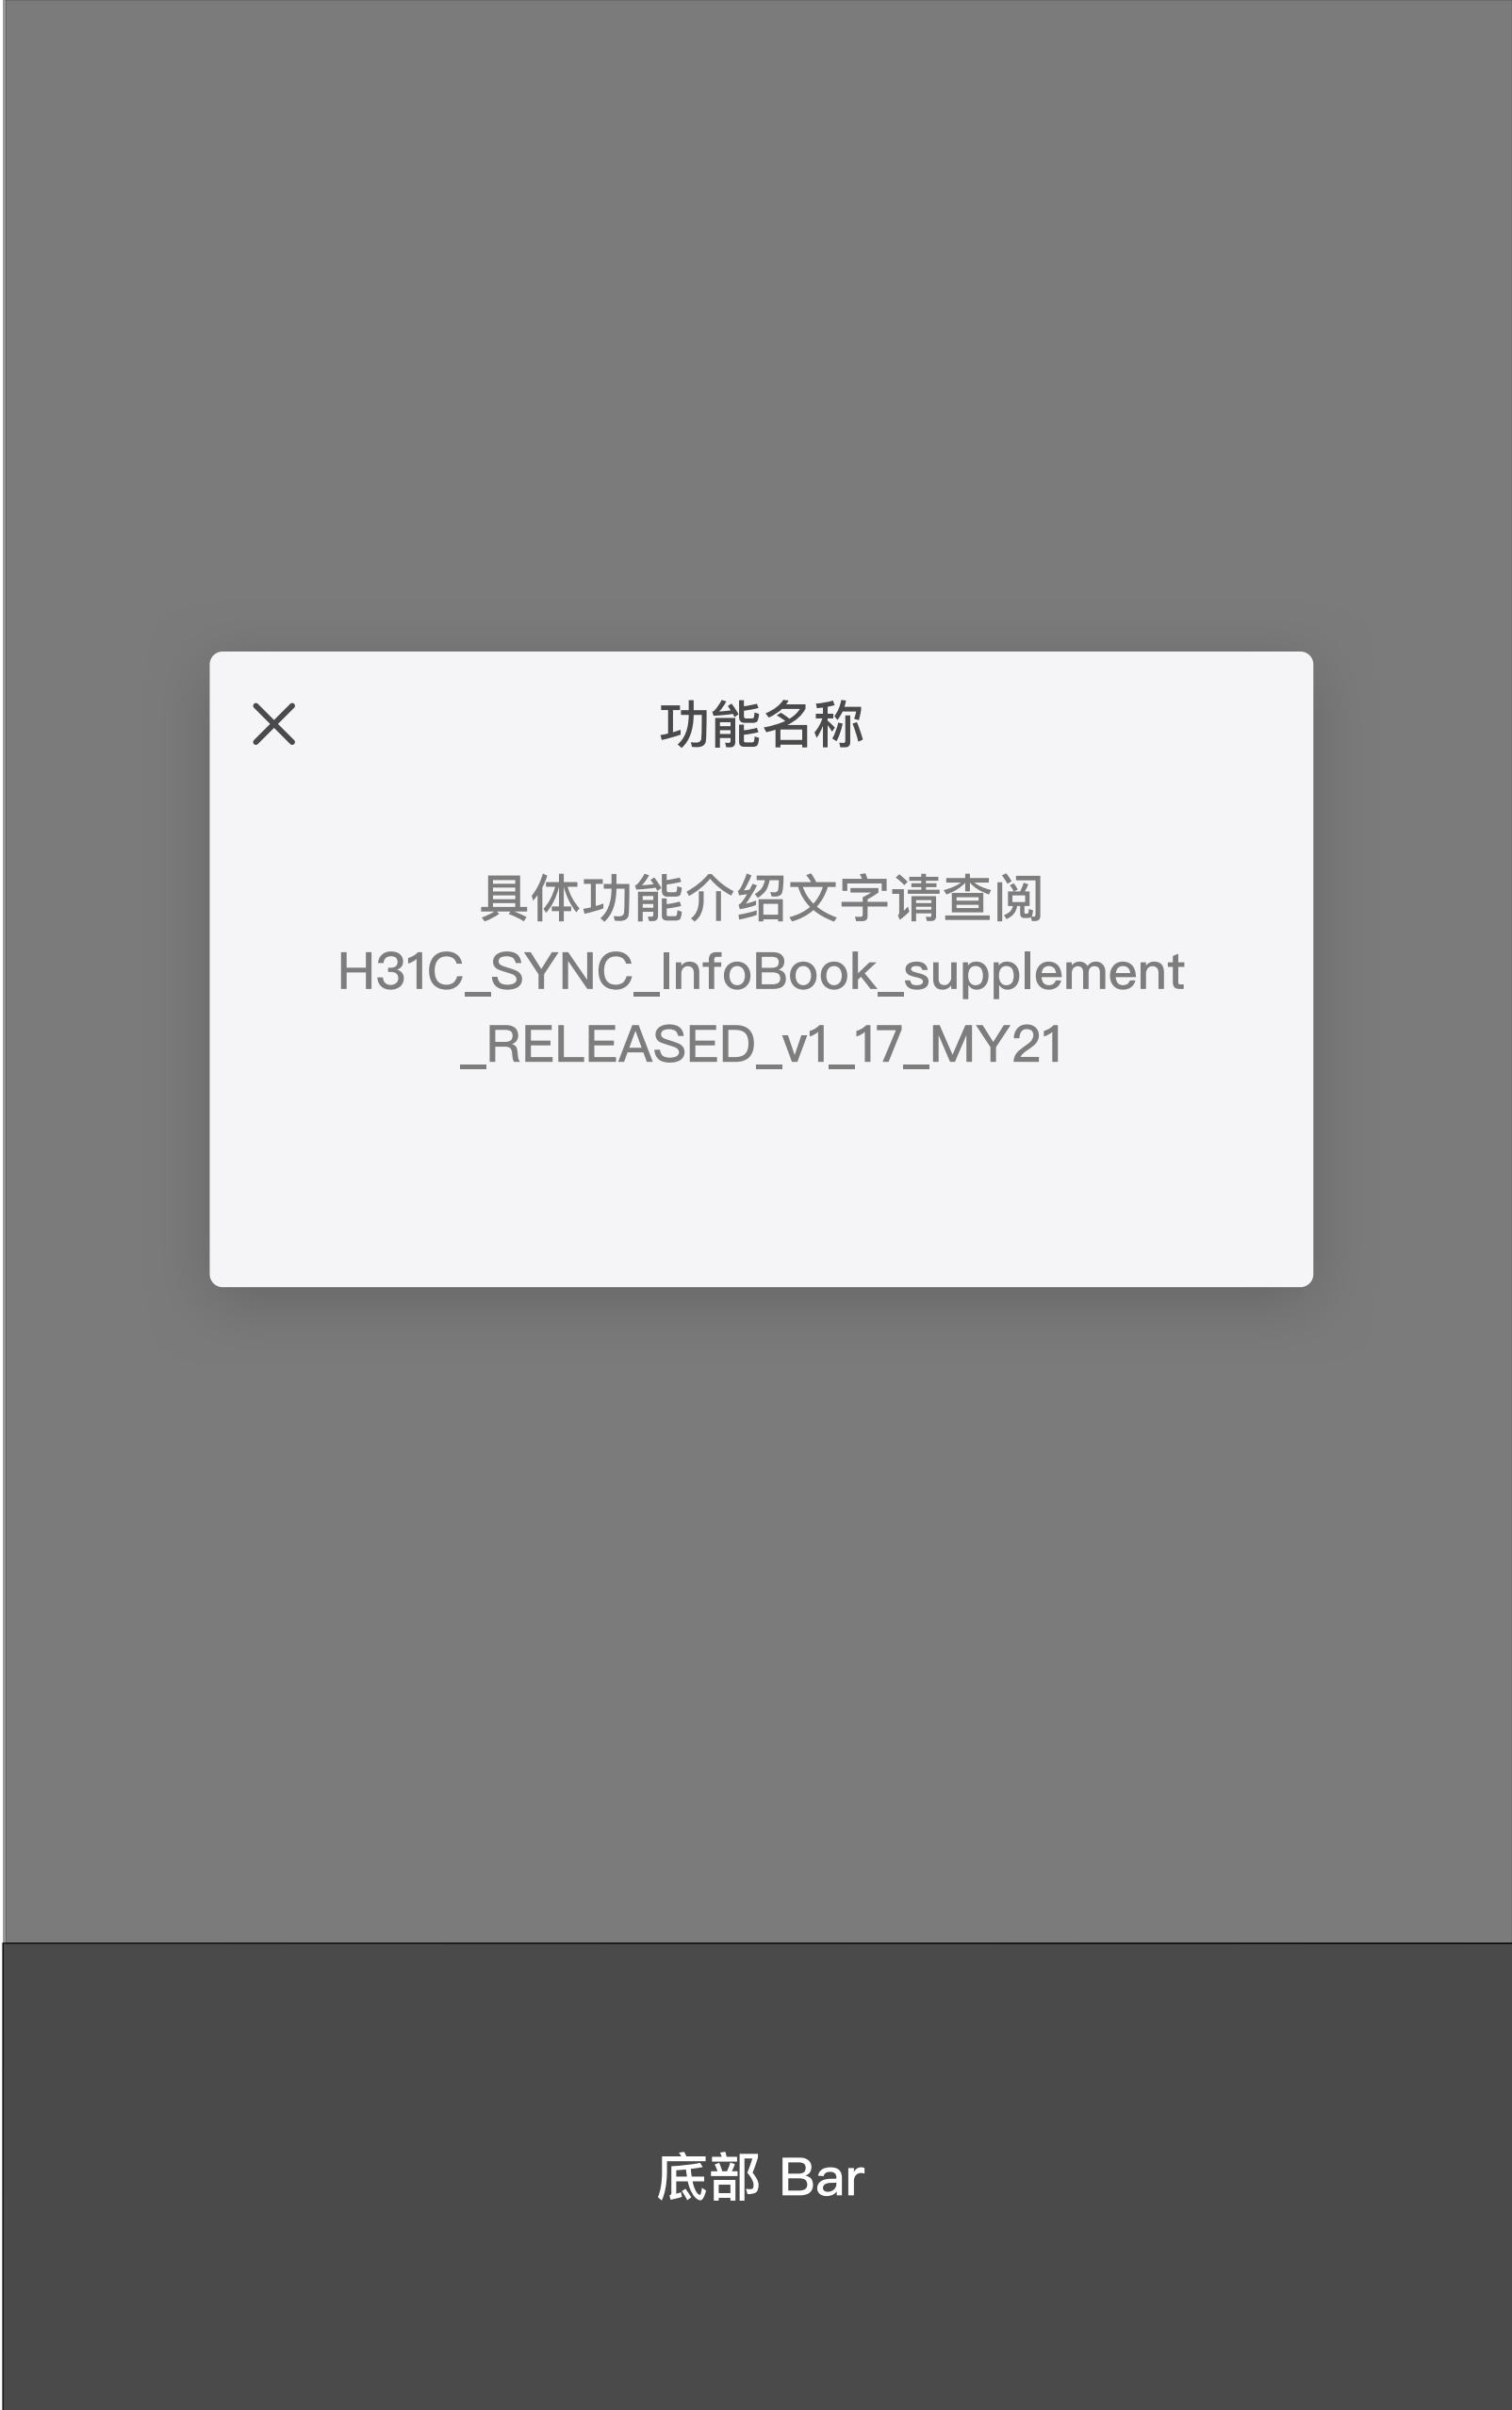 功能名称
具体功能介绍文字请查阅
H31C_SYNC_InfoBook_supplement
_RELEASED_v1_17_MY21
底部 Bar